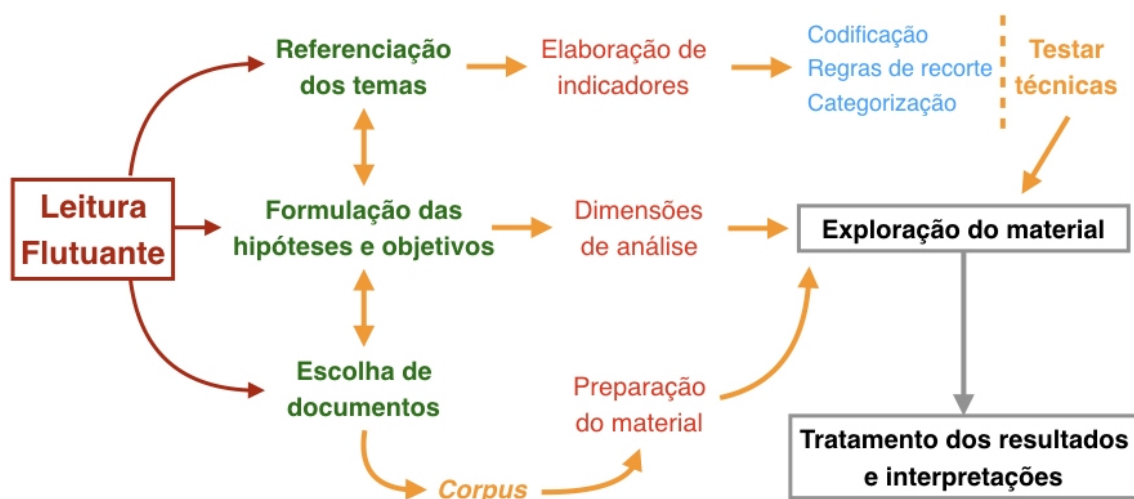 Referenciação
dos temas
Elaboração de
indicadores
Codificação
Regras de recorte
Categorização
Testar
técnicas
Leitura
Flutuante
Formulação das
hipóteses e objetivos
Dimensões
de análise
Exploração do material
Escolha de
documentos
Preparação
do material
Corpus
Tratamento dos resultados
e interpretações